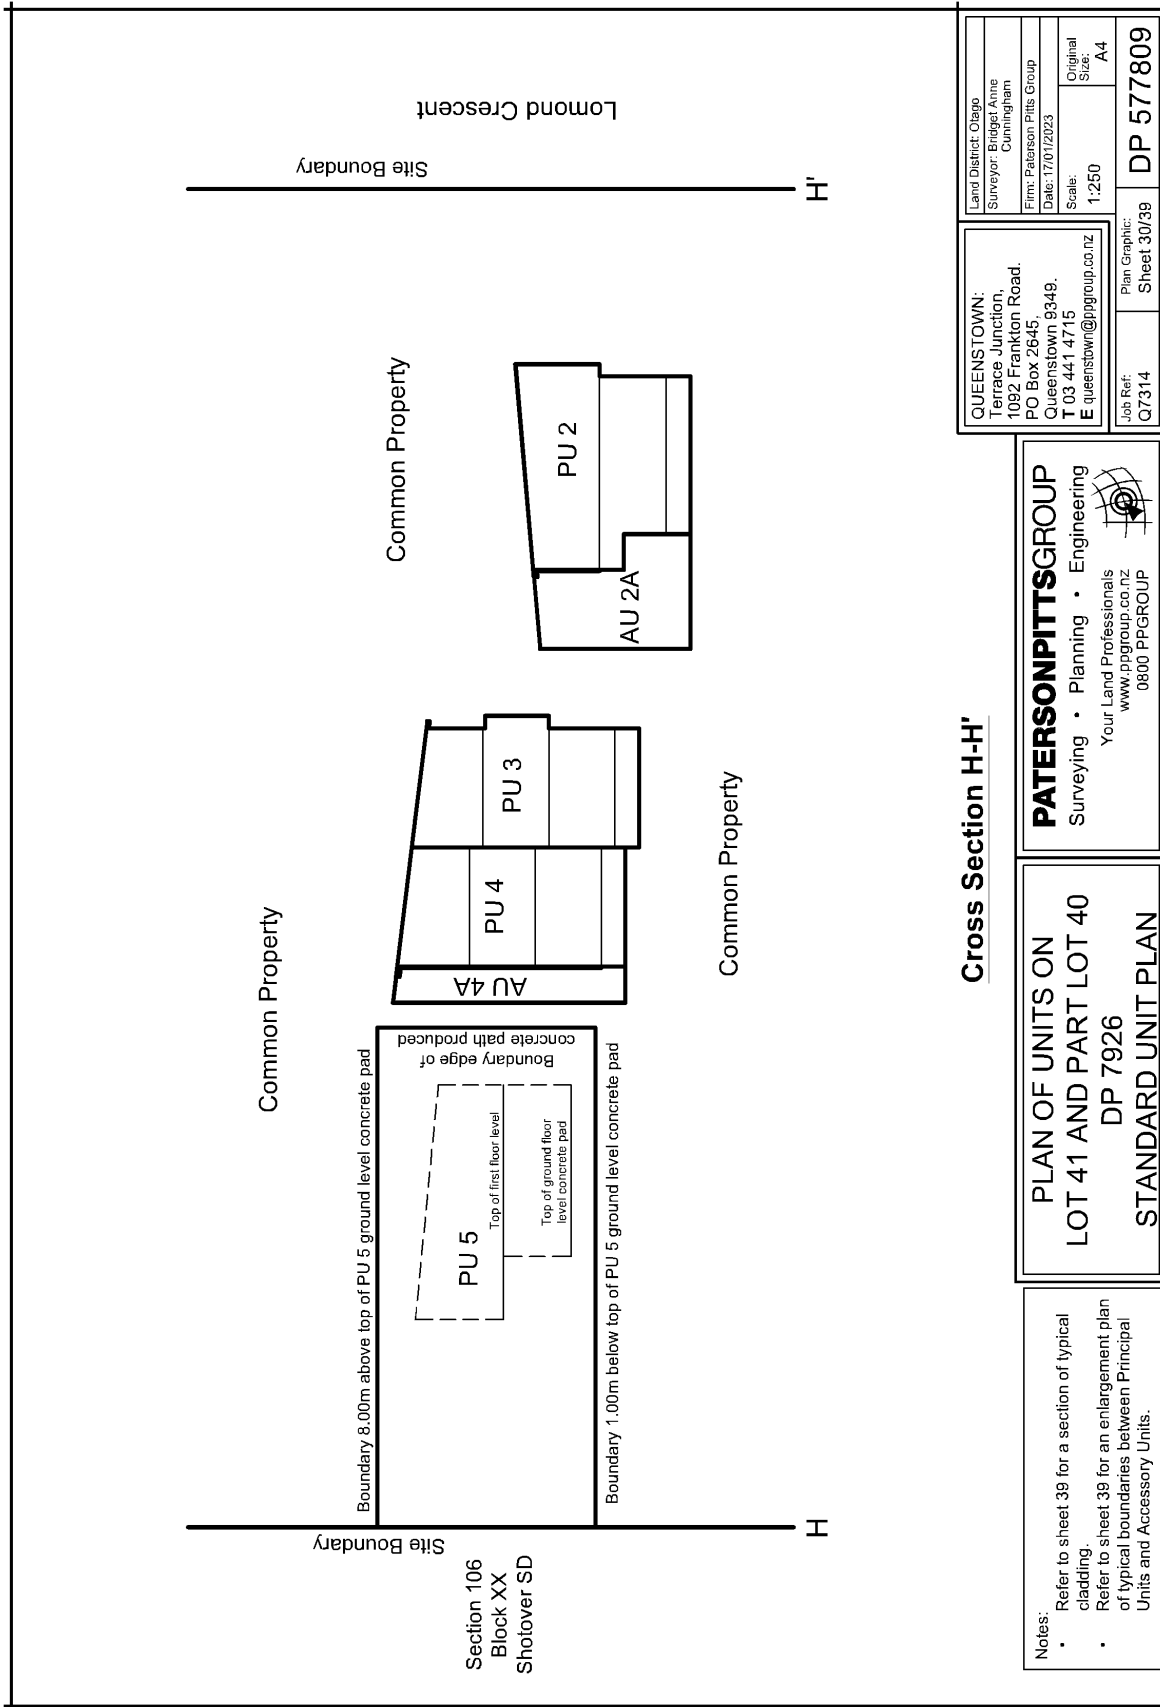 Site Boundary
Section 106
Block XX
Shotover SD
H
Common Property
Boundary 8.00m above top of PU 5 ground level concrete pad
PU 5
Top of first floor level
Top of ground floor
level concrete pad
Boundary edge of
concrete path produced
Boundary 1.00m below top of PU 5 ground level concrete pad
AU 4A
PU 4
PU 3
Common Property
Common Property
AU 2A
PU 2
Site Boundary
H'
Lomond Crescent
Cross Section H-H'
Notes:
• Refer to sheet 39 for a section of typical
cladding.
• Refer to sheet 39 for an enlargement plan
of typical boundaries between Principal
Units and Accessory Units.
PLAN OF UNITS ON
LOT 41 AND PART LOT 40
DP 7926
STANDARD UNIT PLAN
PATERSONPITTSGROUP
Surveying • Planning • Engineering
Your Land Professionals
www.ppgroup.co.nz
0800 PPGROUP
QUEENSTOWN:
Terrace Junction,
1092 Frankton Road.
PO Box 2645,
Queenstown 9349.
T 03 441 4715
E queenstown@ppgroup.co.nz
Land District: Otago
Surveyor: Bridget Anne
Cunningham
Firm: Paterson Pitts Group
Date: 17/01/2023
Scale:
1:250
Original
Size:
A4
Job Ref:
Q7314
Plan Graphic:
Sheet 30/39
DP 577809